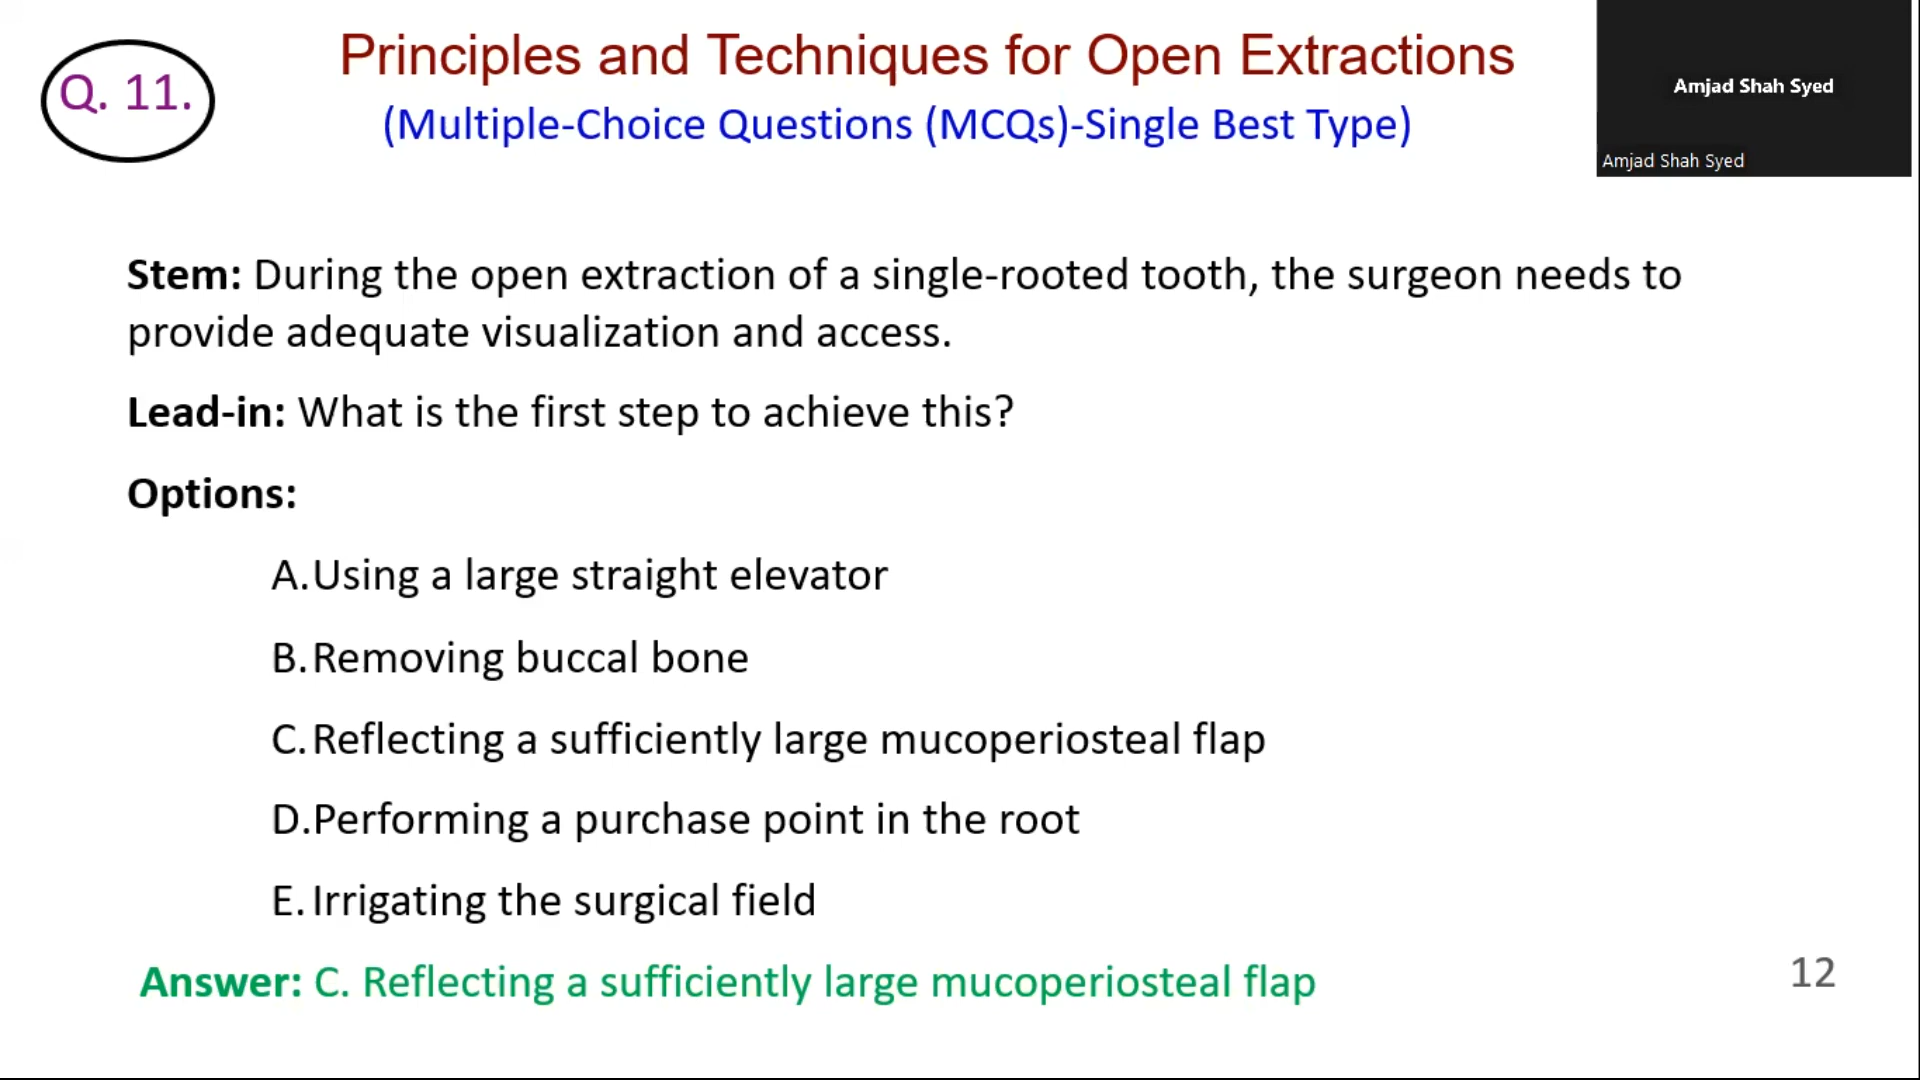 Q. 11.
Principles and Techniques for Open Extractions
(Multiple-Choice Questions (MCQs)-Single Best Type)
Amjad Shah Syed
Amjad Shah Syed
Stem: During the open extraction of a single-rooted tooth, the surgeon needs to
provide adequate visualization and access.
Lead-in: What is the first step to achieve this?
Options:
A. Using a large straight elevator
B. Removing buccal bone
C. Reflecting a sufficiently large mucoperiosteal flap
D. Performing a purchase point in the root
E. Irrigating the surgical field
Answer: C. Reflecting a sufficiently large mucoperiosteal flap
12